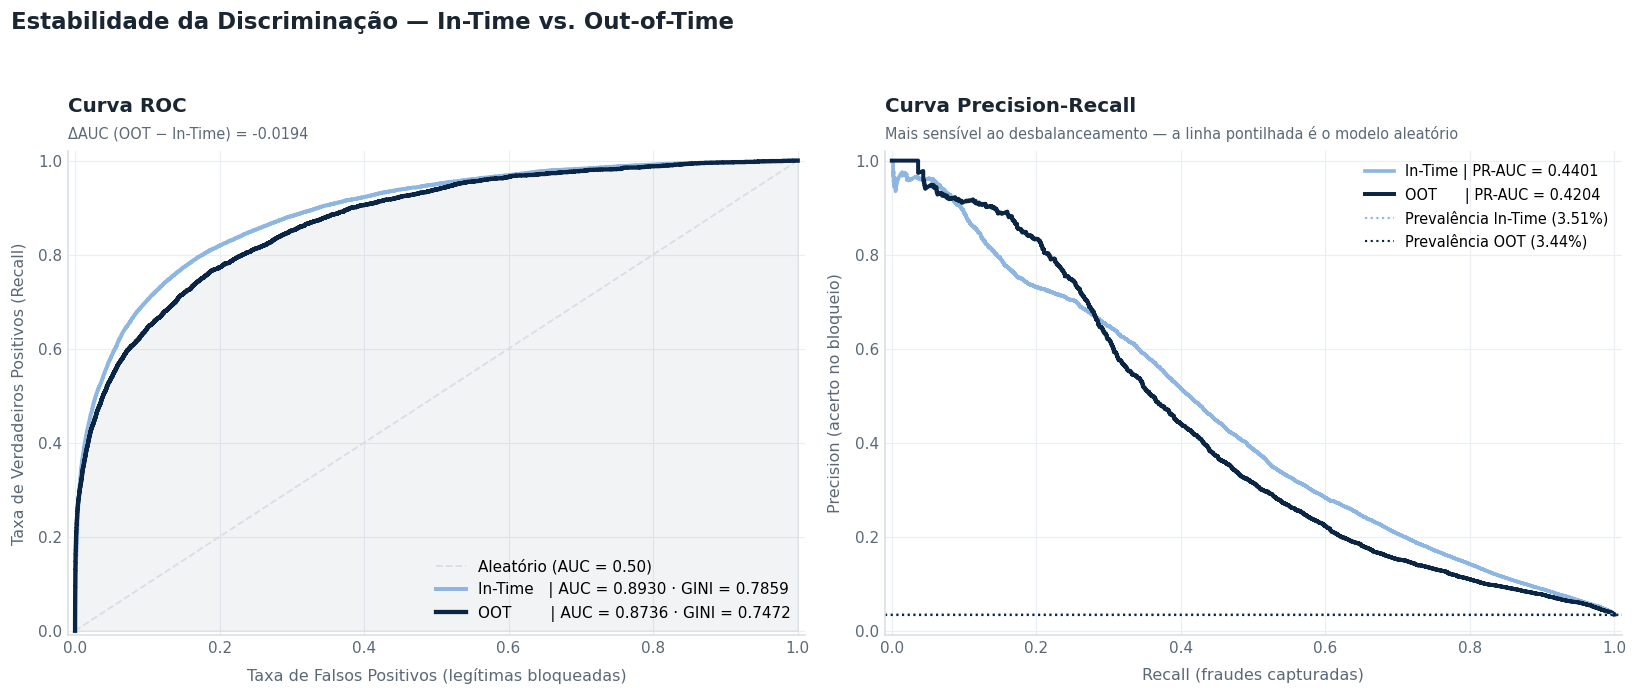 Estabilidade da Discriminação — In-Time vs. Out-of-Time
Curva ROC
ΔAUC (OOT − In-Time) = -0.0194
Taxa de Verdadeiros Positivos (Recall)
1.0
0.8
0.6
0.4
0.2
0.0
Aleatório (AUC = 0.50)
In-Time | AUC = 0.8930 · GINI = 0.7859
OOT | AUC = 0.8736 · GINI = 0.7472
0.0 0.2 0.4 0.6 0.8 1.0
Taxa de Falsos Positivos (legítimas bloqueadas)
Curva Precision-Recall
Mais sensível ao desbalanceamento — a linha pontilhada é o modelo aleatório
Precision (acerto no bloqueio)
1.0
0.8
0.6
0.4
0.2
0.0
In-Time | PR-AUC = 0.4401
OOT | PR-AUC = 0.4204
Prevalência In-Time (3.51%)
Prevalência OOT (3.44%)
0.0 0.2 0.4 0.6 0.8 1.0
Recall (fraudes capturadas)